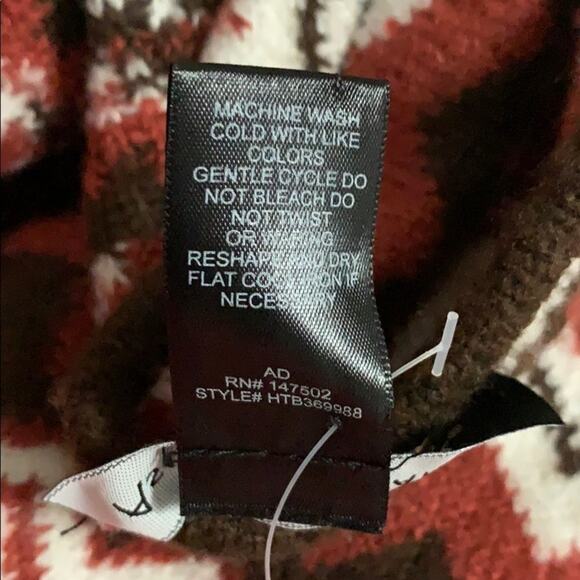 MACHINE WASH
COLD WITH LIKE
COLORS
GENTLE CYCLE DO
NOT BLEACH DO
NOT TWIST
OR
RESHAPE AND DRY
FLAT IF
NECESSARY
AD
RN# 147502
STYLE# HTB369988